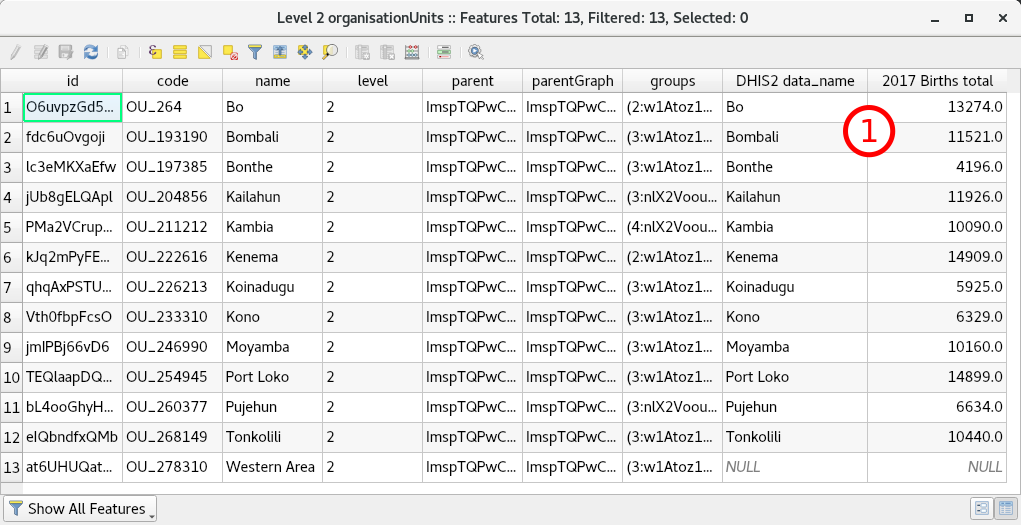 Level 2 organisationUnits :: Features Total: 13, Filtered: 13, Selected: 0
id code name level parent parentGraph groups DHIS2 data_name 2017 Births total
1 O6uvpzGd5... OU_264 Bo 2 ImspTQPwC... ImspTQPwC... (2:w1Atoz1... Bo 13274.0
1
2 fdc6uOvgoji OU_193190 Bombali 2 ImspTQPwC... ImspTQPwC... (3:w1Atoz1... Bombali 11521.0
3 lc3eMKXaEfw OU_197385 Bonthe 2 ImspTQPwC... ImspTQPwC... (3:w1Atoz1... Bonthe 4196.0
4 jUb8gELQApl OU_204856 Kailahun 2 ImspTQPwC... ImspTQPwC... (3:nlX2Voou... Kailahun 11926.0
5 PMa2VCrup... OU_211212 Kambia 2 ImspTQPwC... ImspTQPwC... (4:nlX2Voou... Kambia 10090.0
6 kJq2mPyFE... OU_222616 Kenema 2 ImspTQPwC... ImspTQPwC... (2:w1Atoz1... Kenema 14909.0
7 qhqAxPSTU... OU_226213 Koinadugu 2 ImspTQPwC... ImspTQPwC... (3:w1Atoz1... Koinadugu 5925.0
8 Vth0fbpFcsO OU_233310 Kono 2 ImspTQPwC... ImspTQPwC... (3:w1Atoz1... Kono 6329.0
9 jmIPBj66vD6 OU_246990 Moyamba 2 ImspTQPwC... ImspTQPwC... (3:w1Atoz1... Moyamba 10160.0
10 TEQlaapDQ... OU_254945 Port Loko 2 ImspTQPwC... ImspTQPwC... (3:w1Atoz1... Port Loko 14899.0
11 bL4ooGhyH... OU_260377 Pujehun 2 ImspTQPwC... ImspTQPwC... (3:nlX2Voou... Pujehun 6634.0
12 eIQbndfxQMb OU_268149 Tonkolili 2 ImspTQPwC... ImspTQPwC... (3:w1Atoz1... Tonkolili 10440.0
13 at6UHUQat... OU_278310 Western Area 2 ImspTQPwC... ImspTQPwC... (3:w1Atoz1... NULL NULL
Show All Features